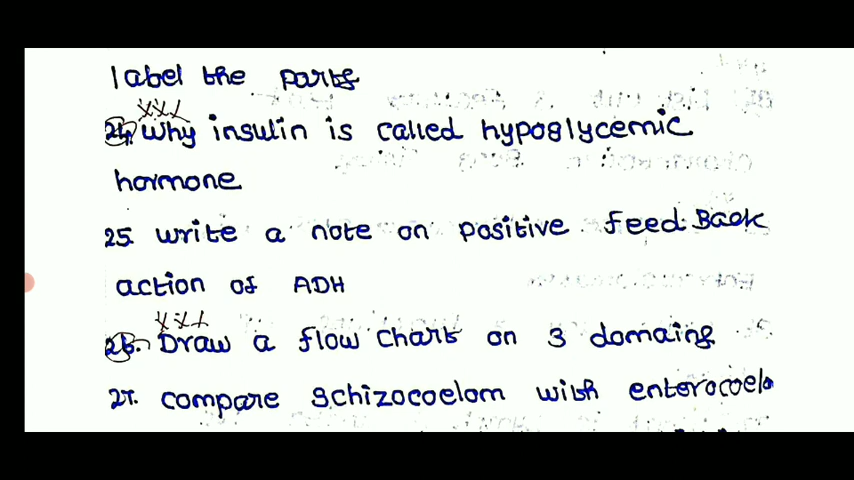 label the parts
24. Why insulin is called hypoglycemic
hormone
25. write a note on positive feed Back
action of ADH
26. Draw a flow chart on 3 domains
27. compare schizocoelom with enterocoelo